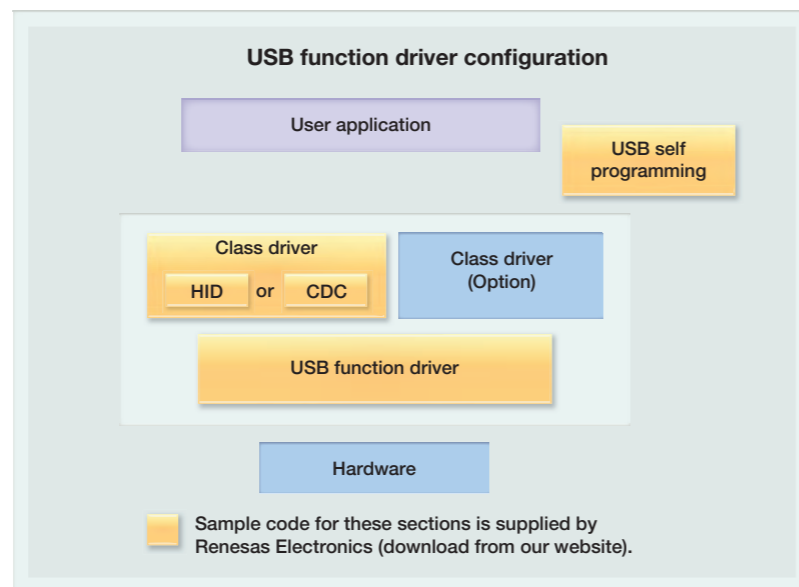 USB function driver configuration
User application
USB self
programming
Class driver
HID or CDC
Class driver
(Option)
USB function driver
Hardware
Sample code for these sections is supplied by
Renesas Electronics (download from our website).